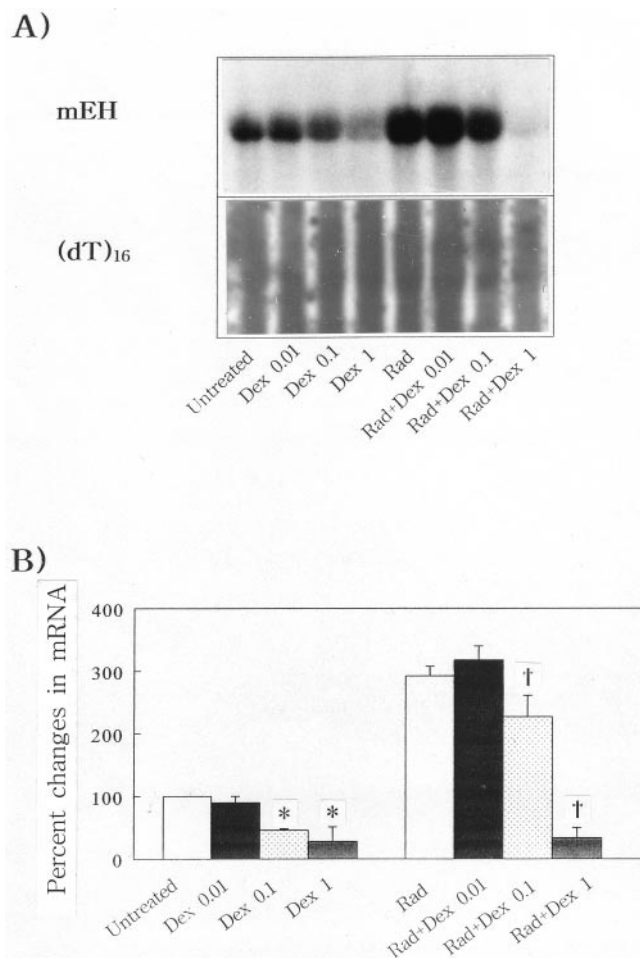 A)
mEH
(dT)16
Untreated
Dex 0.01
Dex 0.1
Dex 1
Rad
Rad+Dex 0.01
Rad+Dex 0.1
Rad+Dex 1
B)
Percent changes in mRNA
400
300
200
100
0
*
*
†
†
Untreated
Dex 0.01
Dex 0.1
Dex 1
Rad
Rad+Dex 0.01
Rad+Dex 0.1
Rad+Dex 1